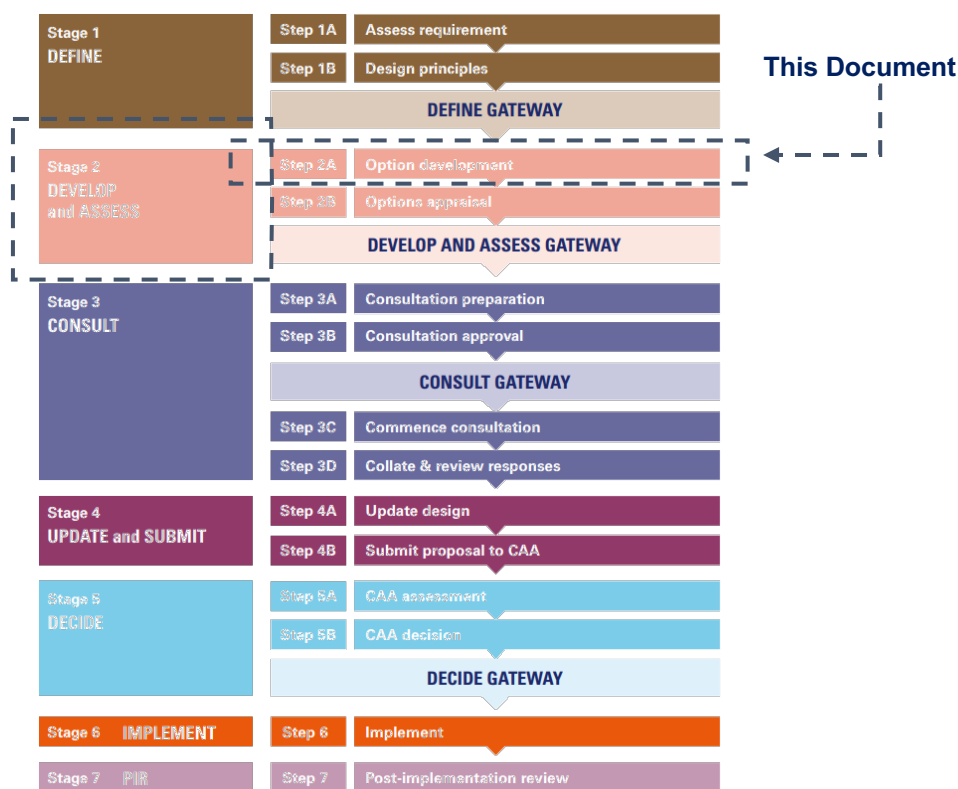 Stage 1
DEFINE
Step 1A Assess requirement
Step 1B Design principles
DEFINE GATEWAY
This Document
Stage 2
DEVELOP
and ASSESS
Step 2A Option development
Step 2B Options appraisal
DEVELOP AND ASSESS GATEWAY
Stage 3
CONSULT
Step 3A Consultation preparation
Step 3B Consultation approval
CONSULT GATEWAY
Step 3C Commence consultation
Step 3D Collate & review responses
Stage 4
UPDATE and SUBMIT
Step 4A Update design
Step 4B Submit proposal to CAA
Stage 5
DECIDE
Step 5A CAA assessment
Step 5B CAA decision
DECIDE GATEWAY
Stage 6 IMPLEMENT
Step 6 Implement
Stage 7 PIR
Step 7 Post-implementation review